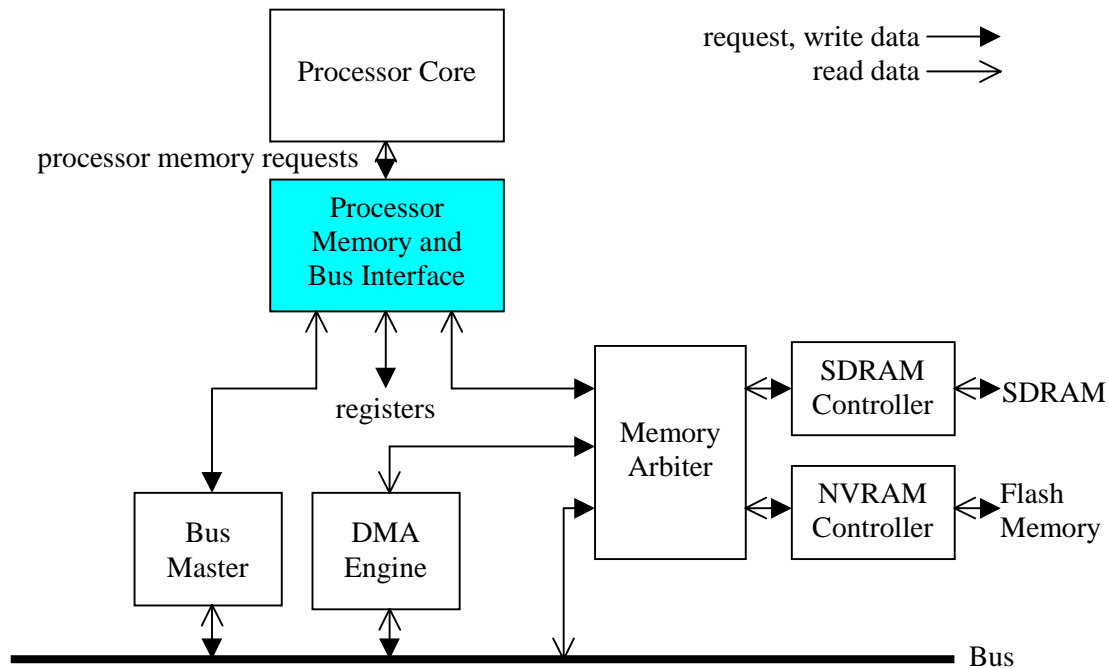 request, write data
read data
Processor Core
processor memory requests
Processor
Memory and
Bus Interface
registers
Memory
Arbiter
SDRAM
Controller
SDRAM
NVRAM
Controller
Flash
Memory
Bus
Master
DMA
Engine
Bus